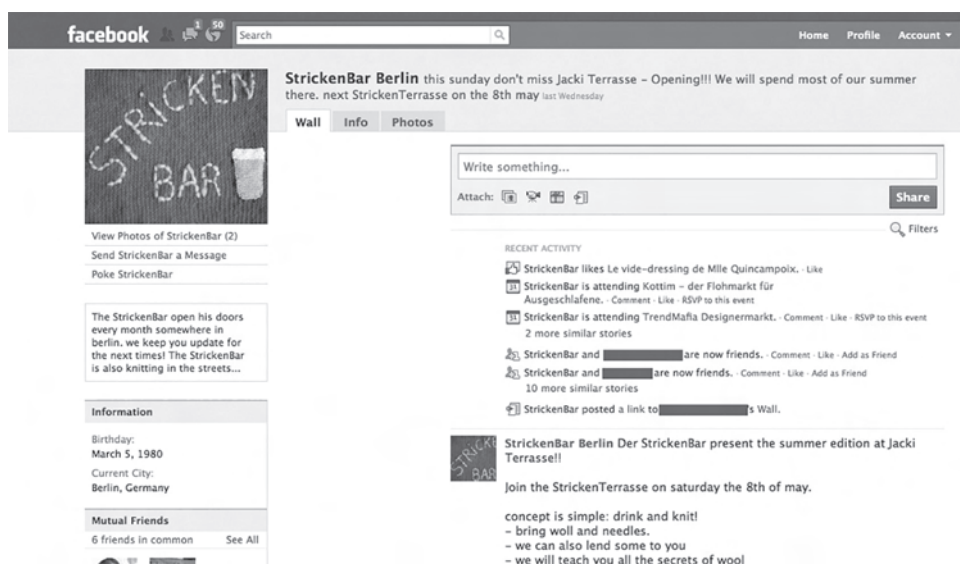 facebook
1
50
Search
Home Profile Account
STRICKEN
BAR
StrickenBar Berlin this sunday don't miss Jacki Terrasse – Opening!!! We will spend most of our summer
there. next StrickenTerrasse on the 8th may last Wednesday
Wall Info Photos
Write something...
Attach:
Share
Filters
View Photos of StrickenBar (2)
Send StrickenBar a Message
Poke StrickenBar
The StrickenBar open his doors
every month somewhere in
berlin. we keep you update for
the next times! The StrickenBar
is also knitting in the streets...
Information
Birthday:
March 5, 1980
Current City:
Berlin, Germany
Mutual Friends
6 friends in common See All
RECENT ACTIVITY
StrickenBar likes Le vide-dressing de Mlle Quincampoix. · Like
31 StrickenBar is attending Kottim – der Flohmarkt für
Ausgeschlafene. · Comment · Like · RSVP to this event
31 StrickenBar is attending TrendMafia Designermarkt. · Comment · Like · RSVP to this event
2 more similar stories
StrickenBar and are now friends. · Comment · Like · Add as Friend
StrickenBar and are now friends. · Comment · Like · Add as Friend
10 more similar stories
StrickenBar posted a link to 's Wall.
STRICKE
BAR
StrickenBar Berlin Der StrickenBar present the summer edition at Jacki
Terrasse!!
Join the StrickenTerrasse on saturday the 8th of may.
concept is simple: drink and knit!
– bring woll and needles.
– we can also lend some to you
– we will teach you all the secrets of wool